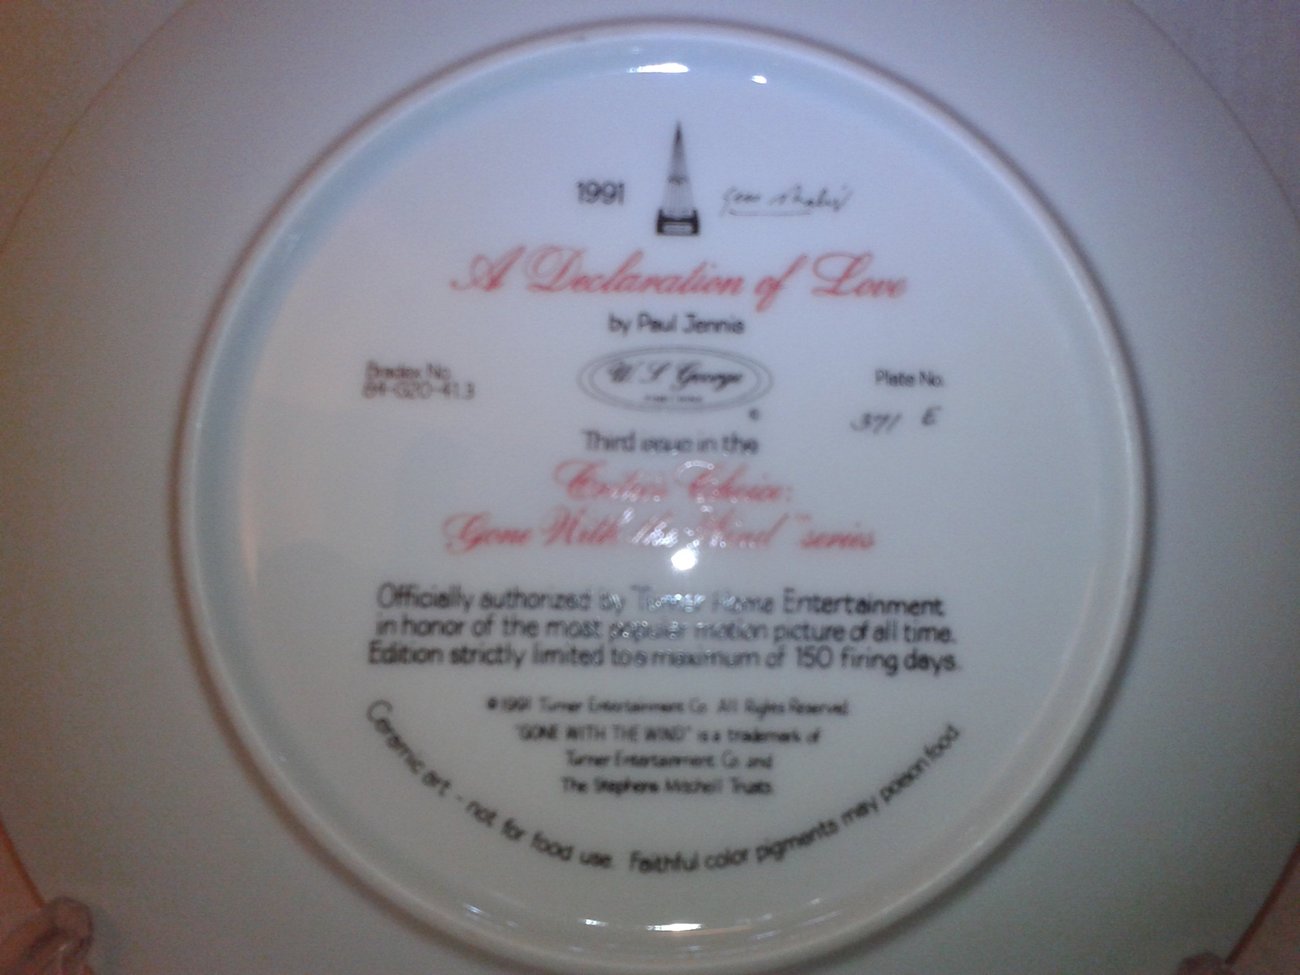 1991
A Declaration of Love
by Paul Jennis
Bradex No.
84-G20-41.3
W. S. George
Plate No.
371 E
Third issue in the
Critic's Choice:
Gone With the Wind™ series
Officially authorized by Turner Home Entertainment
in honor of the most popular motion picture of all time.
Edition strictly limited to a maximum of 150 firing days.
©1991 Turner Entertainment Co. All Rights Reserved.
"GONE WITH THE WIND" is a trademark of
Turner Entertainment Co. and
The Stephens Mitchell Trusts.
Ceramic art - not for food use. Faithful color pigments may poison food